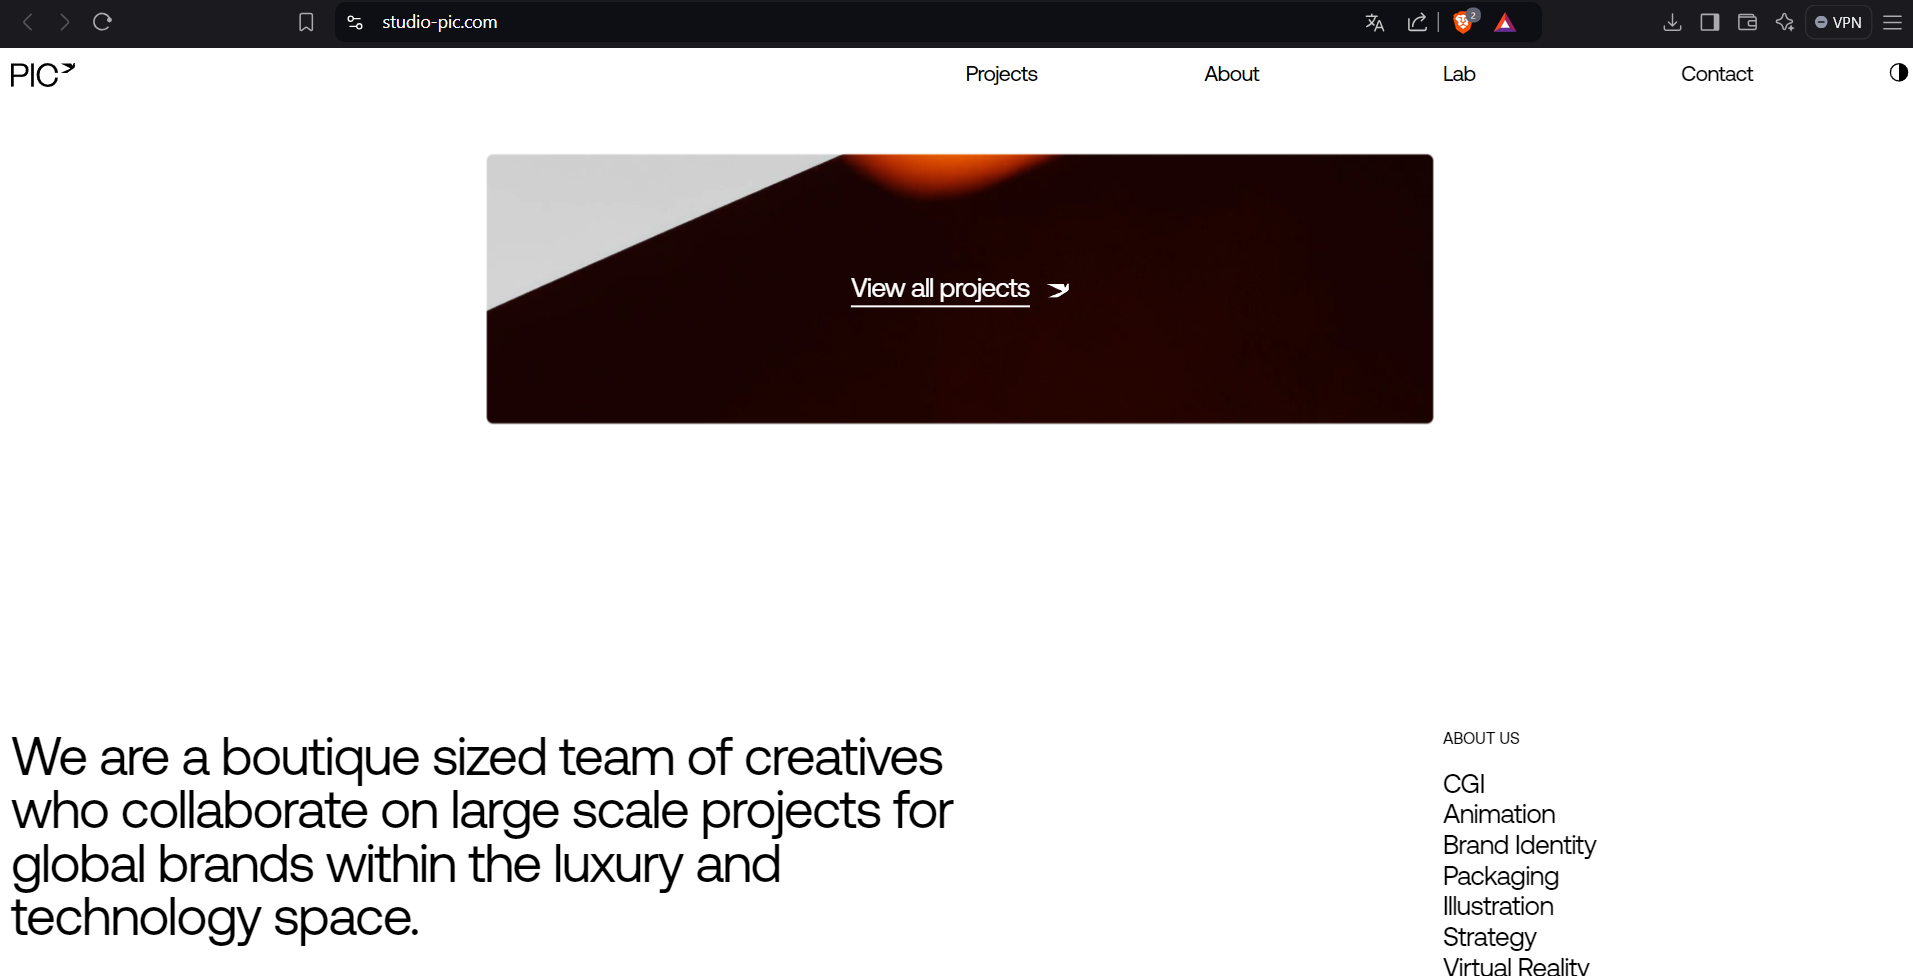 studio-pic.com
2
VPN
PIC
Projects
About
Lab
Contact
View all projects
We are a boutique sized team of creatives
who collaborate on large scale projects for
global brands within the luxury and
technology space.
ABOUT US
CGI
Animation
Brand Identity
Packaging
Illustration
Strategy
Virtual Reality